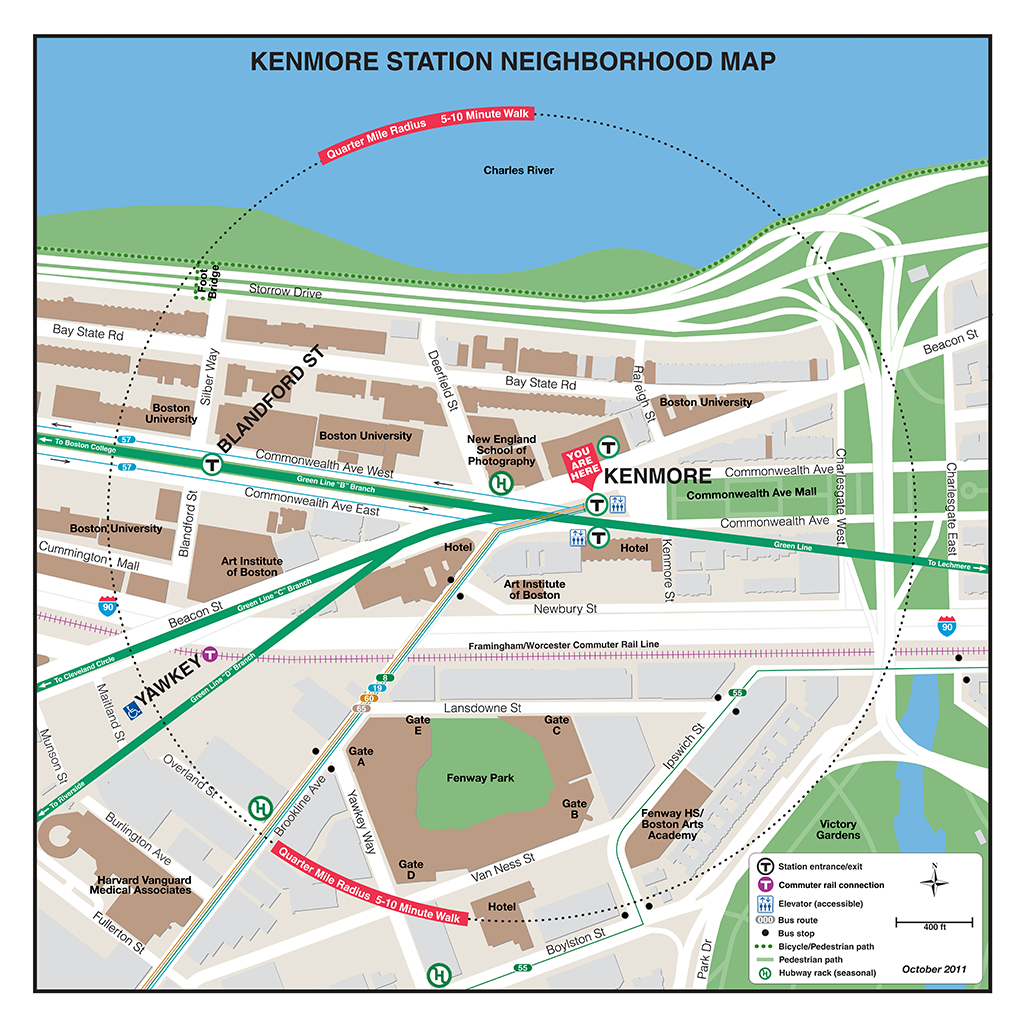 KENMORE STATION NEIGHBORHOOD MAP
Quarter Mile Radius 5-10 Minute Walk
Charles River
Foot
Bridge
Storrow Drive
Bay State Rd
Silber Way
BLANDFORD ST
Deerfield St
Bay State Rd
Raleigh St
Beacon St
Boston
University
Boston University
Boston University
New England
School of
Photography
YOU
ARE
HERE
T
KENMORE
57
To Boston College
57
T
Commonwealth Ave West
Green Line "B" Branch
Commonwealth Ave East
H
T
Commonwealth Ave
Commonwealth Ave Mall
Commonwealth Ave
Charlesgate West
Charlesgate East
Boston University
Blandford St
Cummington Mall
Art Institute
of Boston
Hotel
T
Hotel
Kenmore St
Green Line
To Lechmere
Art Institute
of Boston
90
Beacon St
Green Line "C" Branch
Newbury St
90
Framingham/Worcester Commuter Rail Line
To Cleveland Circle
YAWKEY
T
Green Line "D" Branch
8
19
60
65
55
Maitland St
Munson St
Lansdowne St
Gate
E
Gate
C
Gate
A
Fenway Park
Gate
B
Gate
D
Ipswich St
Overland St
To Riverside
H
Brookline Ave
Yawkey Way
Burlington Ave
Van Ness St
Fenway HS/
Boston Arts
Academy
Victory
Gardens
Harvard Vanguard
Medical Associates
Fullerton St
Quarter Mile Radius 5-10 Minute Walk
Hotel
Boylston St
55
H
Park Dr
T Station entrance/exit
T Commuter rail connection
Elevator (accessible)
Bus route
Bus stop
Bicycle/Pedestrian path
Pedestrian path
H Hubway rack (seasonal)
N
400 ft
October 2011